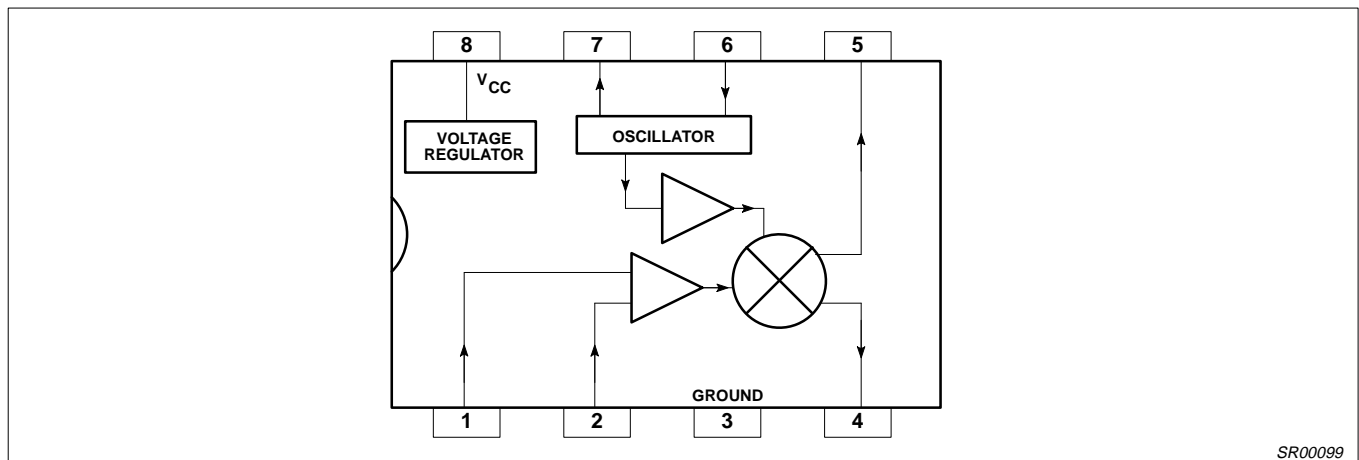 8 7 6 5
VCC
VOLTAGE
REGULATOR
OSCILLATOR
GROUND
1 2 3 4
SR00099